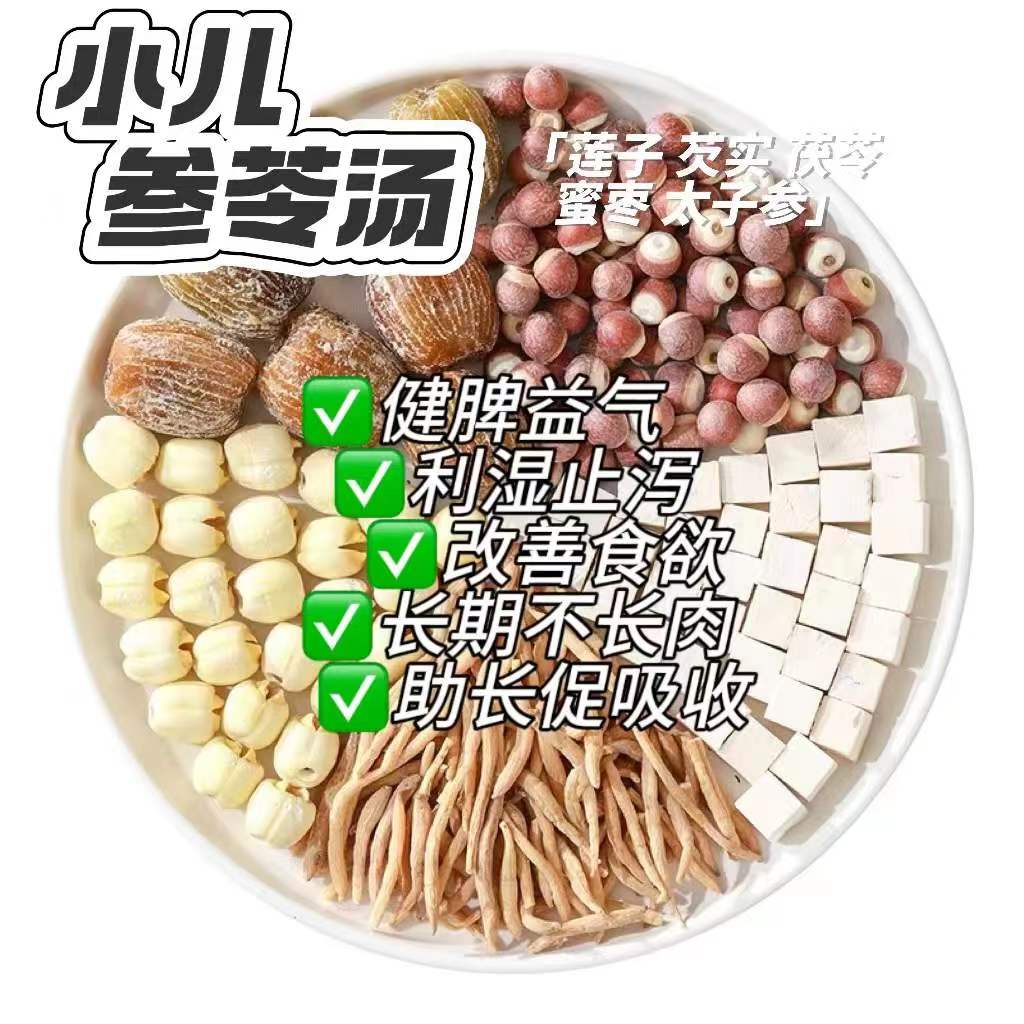 小儿
参苓汤
「莲子 芡实 茯苓
蜜枣 太子参」
✅健脾益气
✅利湿止泻
✅改善食欲
✅长期不长肉
✅助长促吸收